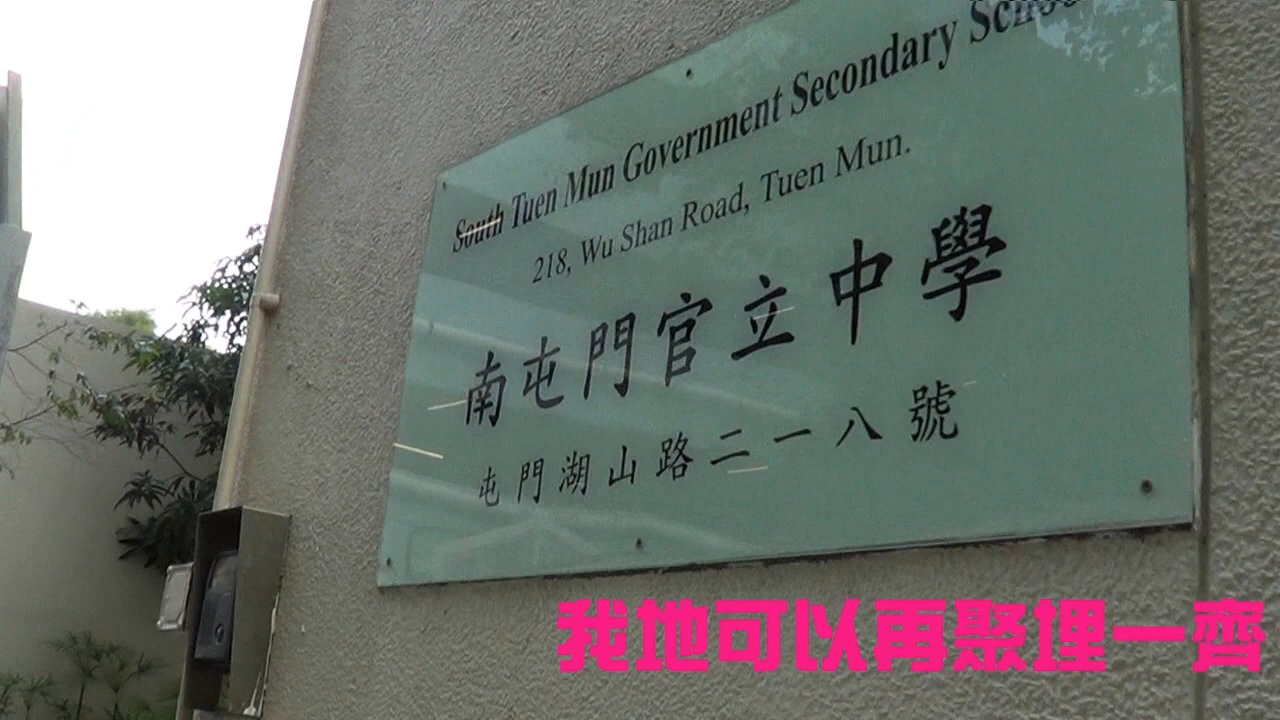 South Tuen Mun Government Secondary School
218, Wu Shan Road, Tuen Mun.
南屯門官立中學
屯門湖山路二一八號
我地可以再聚埋一齊